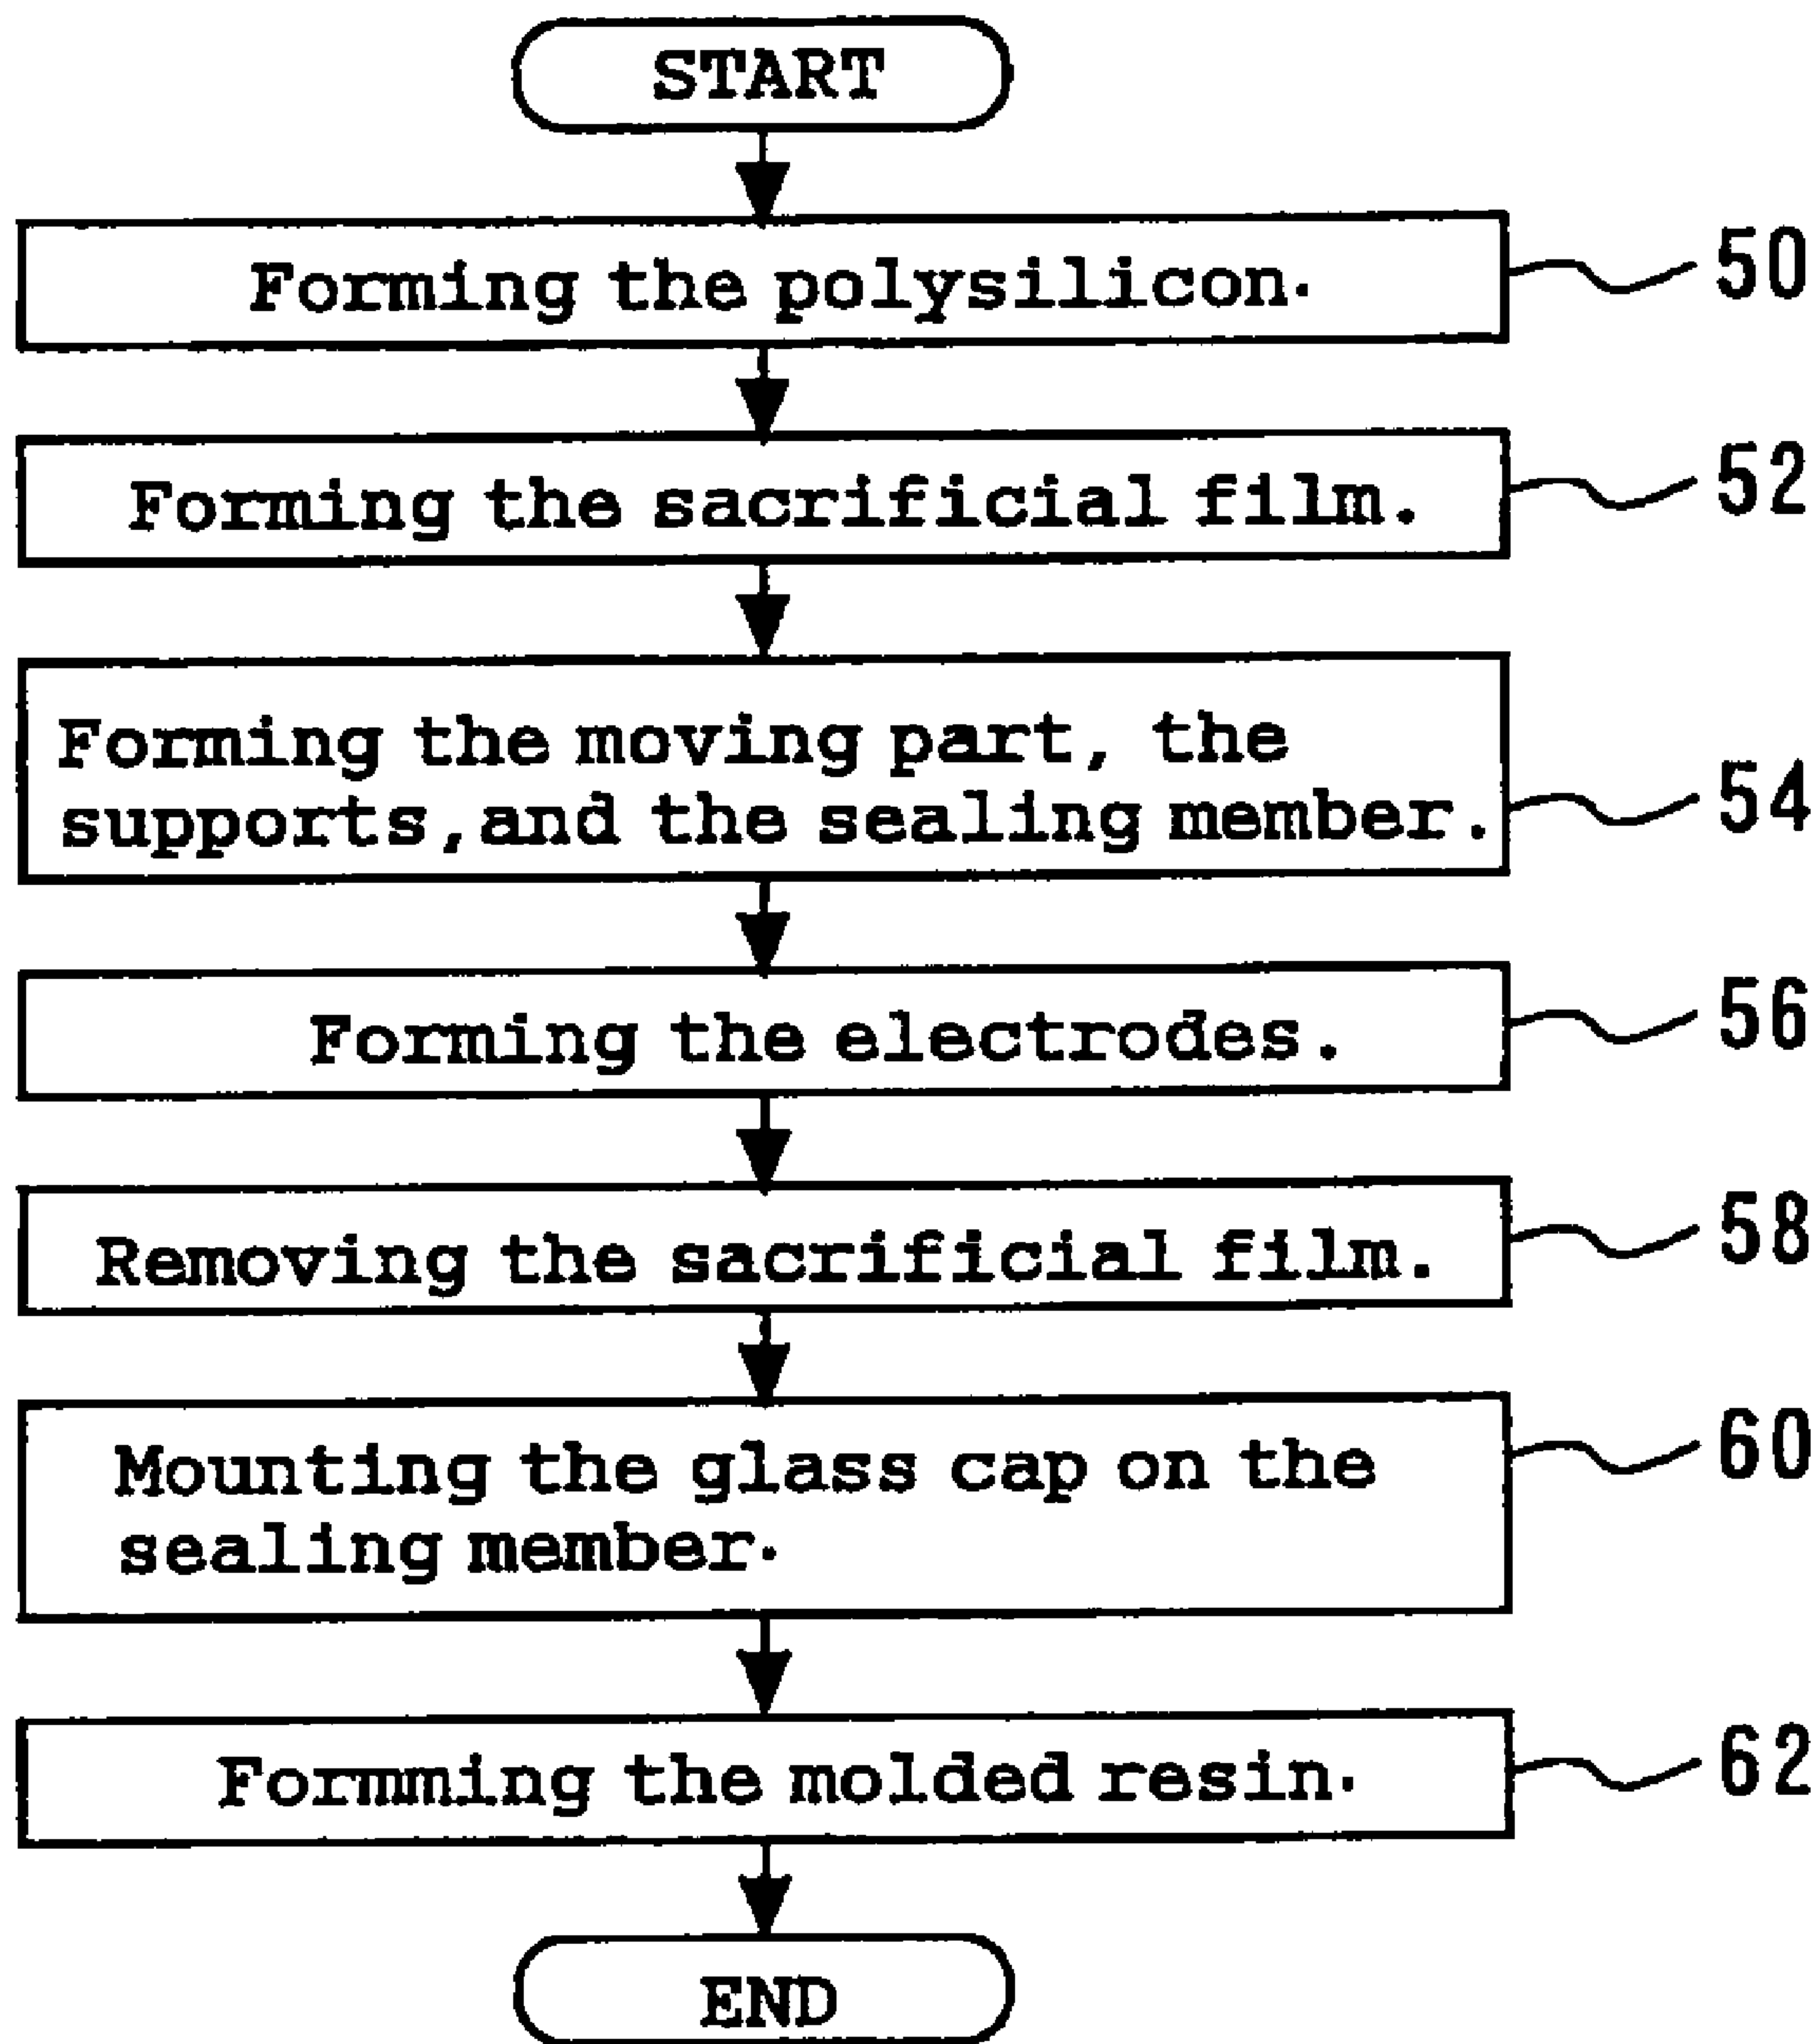 START
Forming the polysilicon.
50
Forming the sacrificial film.
52
Forming the moving part, the
supports,and the sealing member.
54
Forming the electrodes.
56
Removing the sacrificial film.
58
Mounting the glass cap on the
sealing member.
60
Formming the molded resin.
62
END